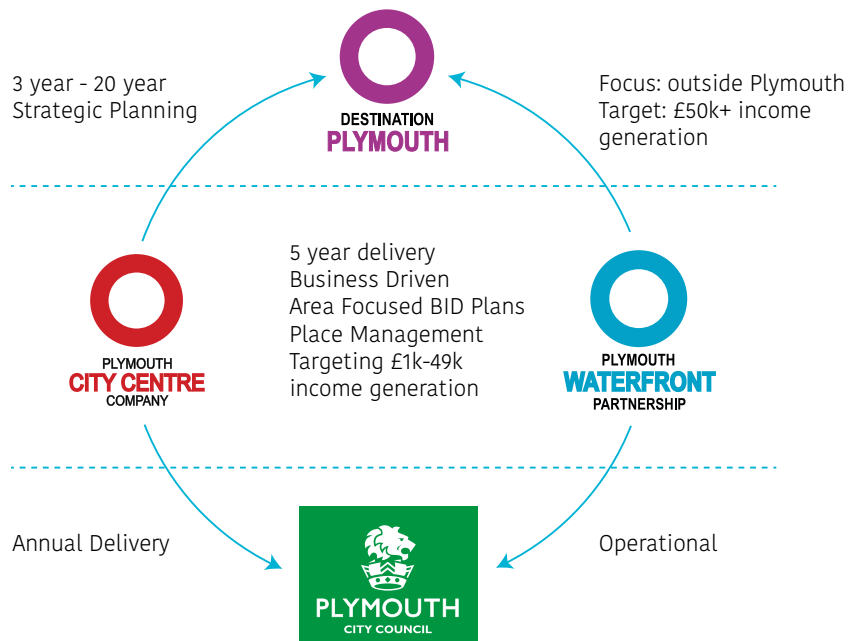 3 year - 20 year
Strategic Planning
DESTINATION
PLYMOUTH
Focus: outside Plymouth
Target: £50k+ income
generation
PLYMOUTH
CITY CENTRE
COMPANY
5 year delivery
Business Driven
Area Focused BID Plans
Place Management
Targeting £1k-49k
income generation
PLYMOUTH
WATERFRONT
PARTNERSHIP
Annual Delivery
PLYMOUTH
CITY COUNCIL
Operational